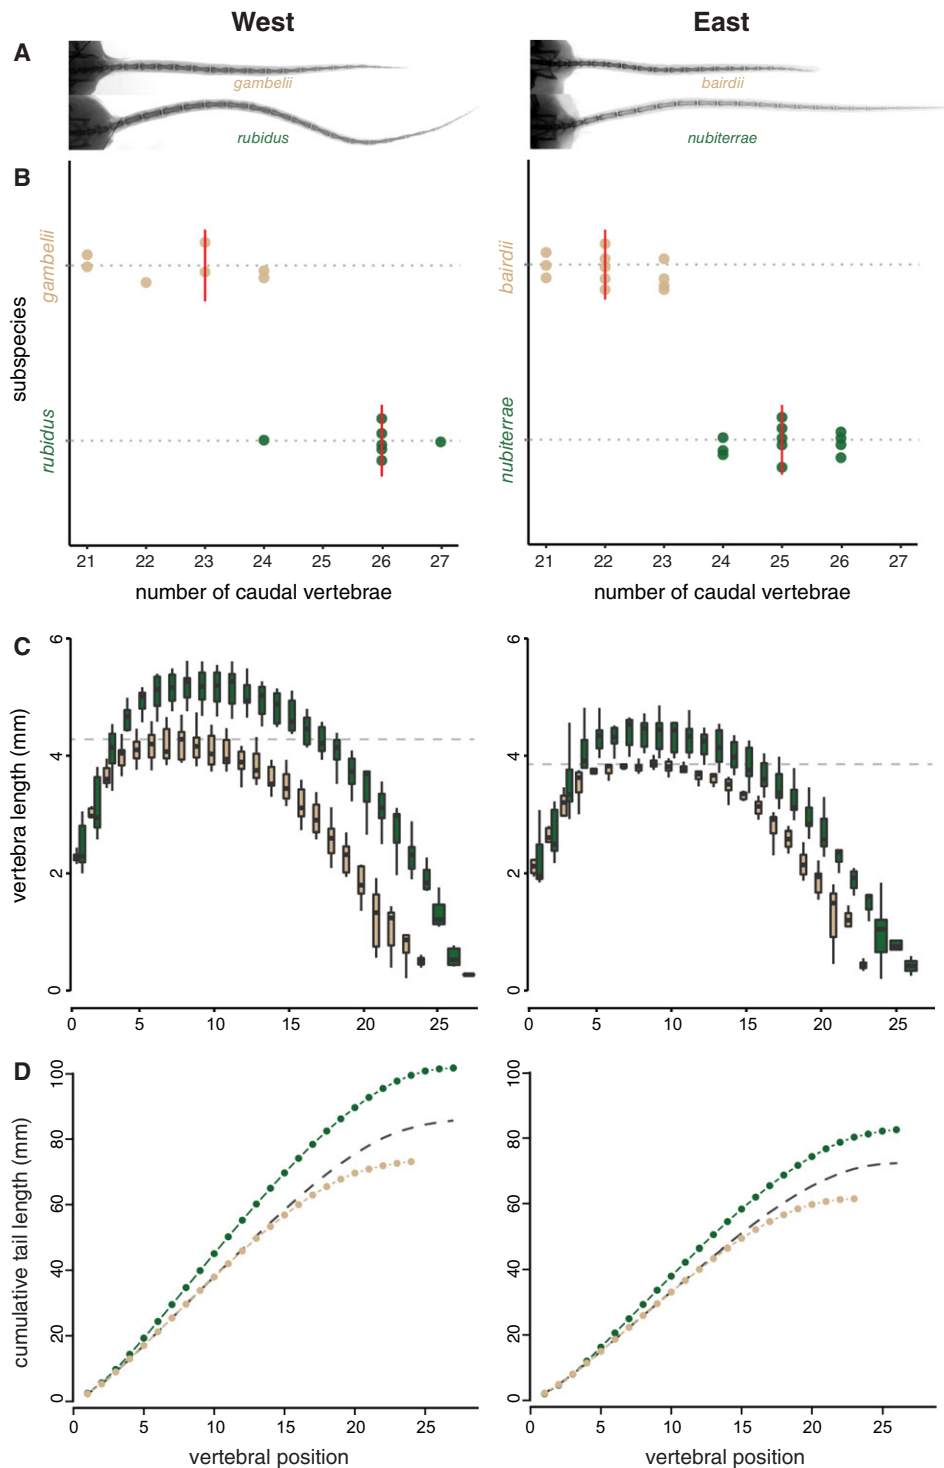 West East
A
gambelii bairdii
rubidus nubiterrae
B
subspecies
gambelii
rubidus
bairdii
nubiterrae
21 22 23 24 25 26 27
number of caudal vertebrae
21 22 23 24 25 26 27
number of caudal vertebrae
C
vertebra length (mm)
6
4
2
0
0 5 10 15 20 25
6
4
2
0
0 5 10 15 20 25
D
cumulative tail length (mm)
100
80
60
40
20
0
0 5 10 15 20 25
vertebral position
100
80
60
40
20
0
0 5 10 15 20 25
vertebral position